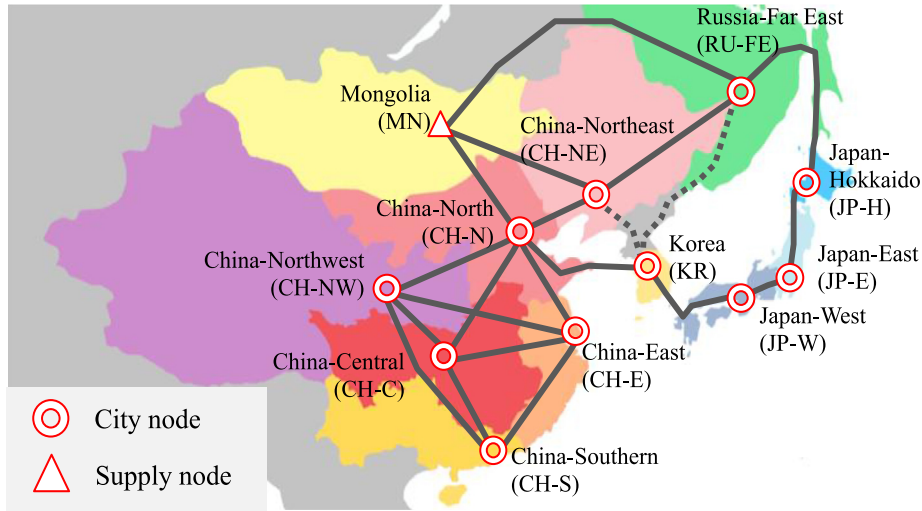 Russia-Far East
(RU-FE)
Mongolia
(MN)
China-Northeast
(CH-NE)
Japan-
Hokkaido
(JP-H)
China-North
(CH-N)
Korea
(KR)
Japan-East
(JP-E)
China-Northwest
(CH-NW)
Japan-West
(JP-W)
China-Central
(CH-C)
China-East
(CH-E)
City node
China-Southern
(CH-S)
Supply node